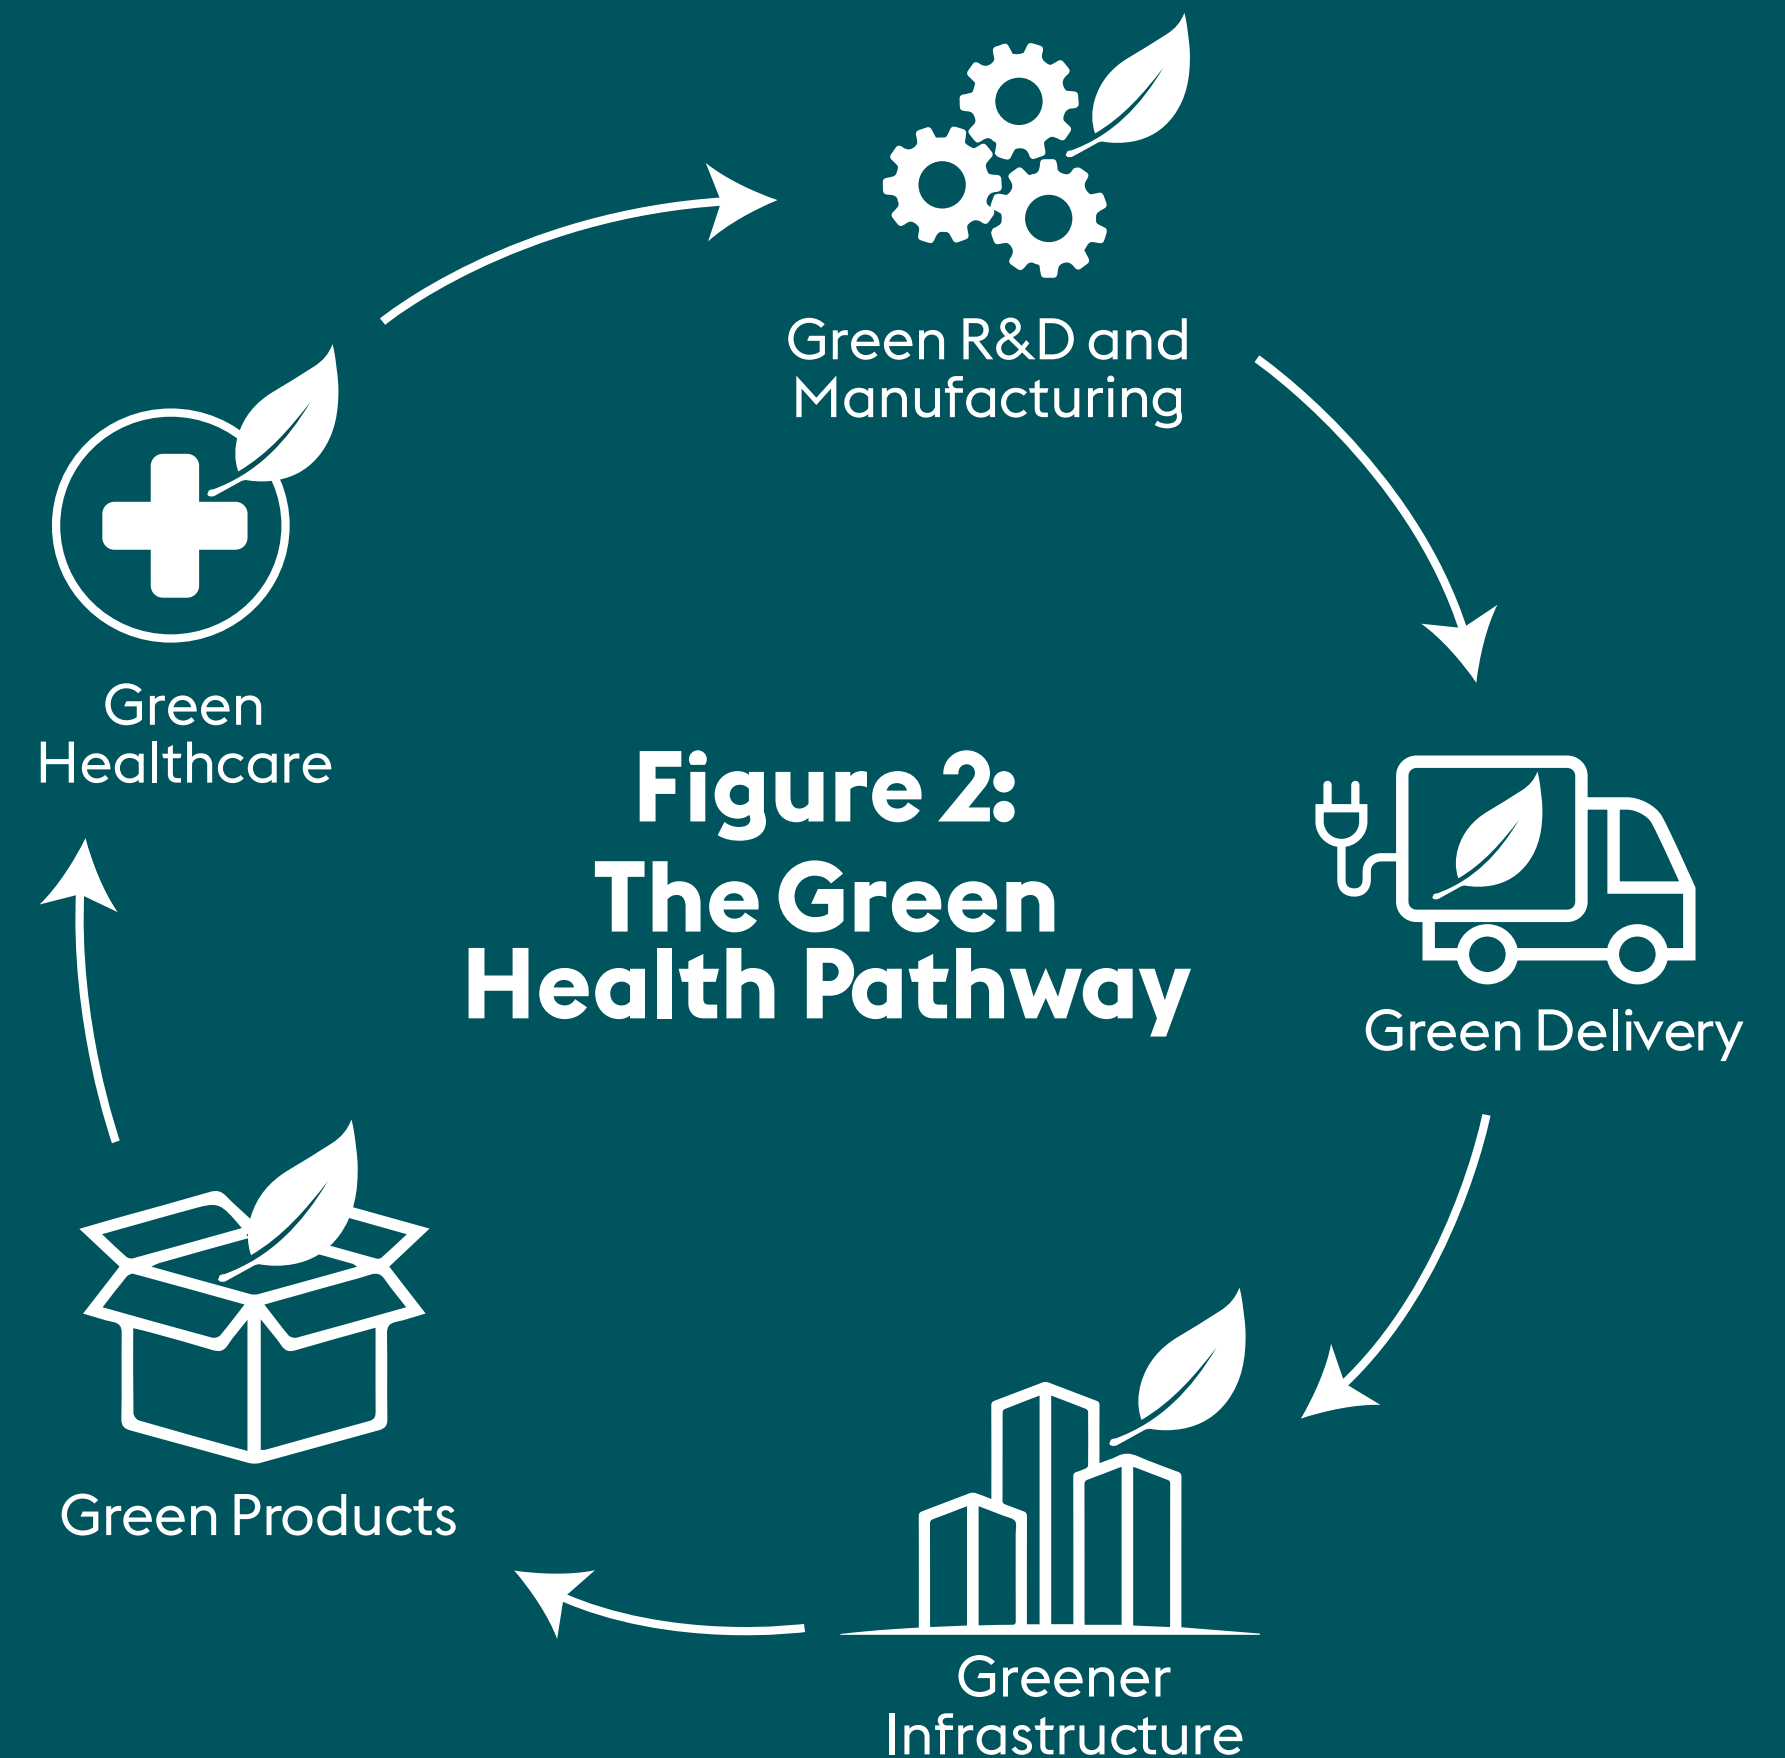 Green R&D and
Manufacturing
Green
Healthcare
Figure 2:
The Green
Health Pathway
Green Delivery
Green Products
Greener
Infrastructure